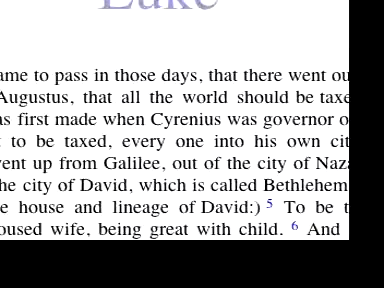 Luke
ame to pass in those days, that there went ou
Augustus, that all the world should be taxe
as first made when Cyrenius was governor o
to be taxed, every one into his own cit
ent up from Galilee, out of the city of Naza
he city of David, which is called Bethlehem
e house and lineage of David:) 5 To be t
oused wife, being great with child. 6 And